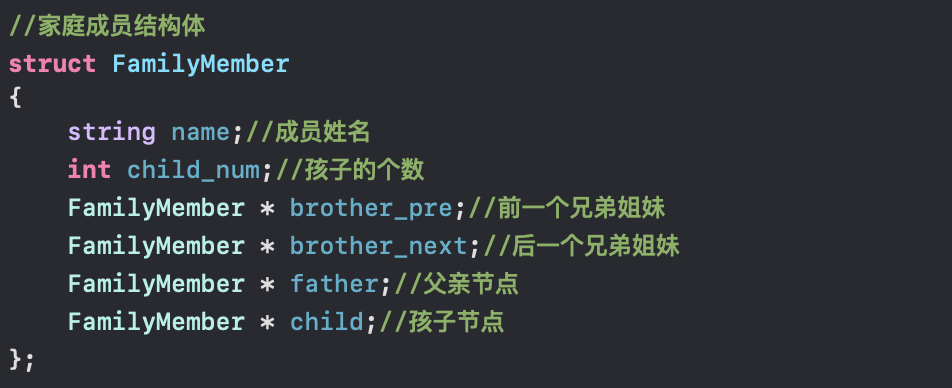 //家庭成员结构体
struct FamilyMember
{
    string name;//成员姓名
    int child_num;//孩子的个数
    FamilyMember * brother_pre;//前一个兄弟姐妹
    FamilyMember * brother_next;//后一个兄弟姐妹
    FamilyMember * father;//父亲节点
    FamilyMember * child;//孩子节点
};